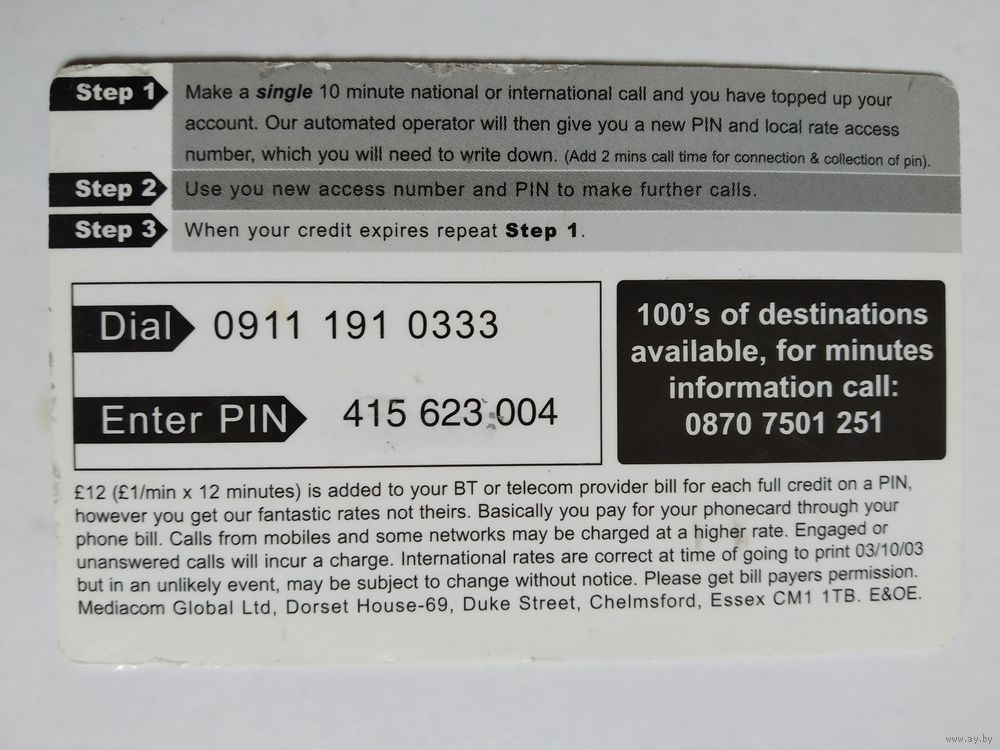 Step 1 Make a single 10 minute national or international call and you have topped up your
account. Our automated operator will then give you a new PIN and local rate access
number, which you will need to write down. (Add 2 mins call time for connection & collection of pin).
Step 2 Use you new access number and PIN to make further calls.
Step 3 When your credit expires repeat Step 1.
Dial 0911 191 0333
Enter PIN 415 623 004
100's of destinations
available, for minutes
information call:
0870 7501 251
£12 (£1/min x 12 minutes) is added to your BT or telecom provider bill for each full credit on a PIN,
however you get our fantastic rates not theirs. Basically you pay for your phonecard through your
phone bill. Calls from mobiles and some networks may be charged at a higher rate. Engaged or
unanswered calls will incur a charge. International rates are correct at time of going to print 03/10/03
but in an unlikely event, may be subject to change without notice. Please get bill payers permission.
Mediacom Global Ltd, Dorset House-69, Duke Street, Chelmsford, Essex CM1 1TB. E&OE.
www.ay.by